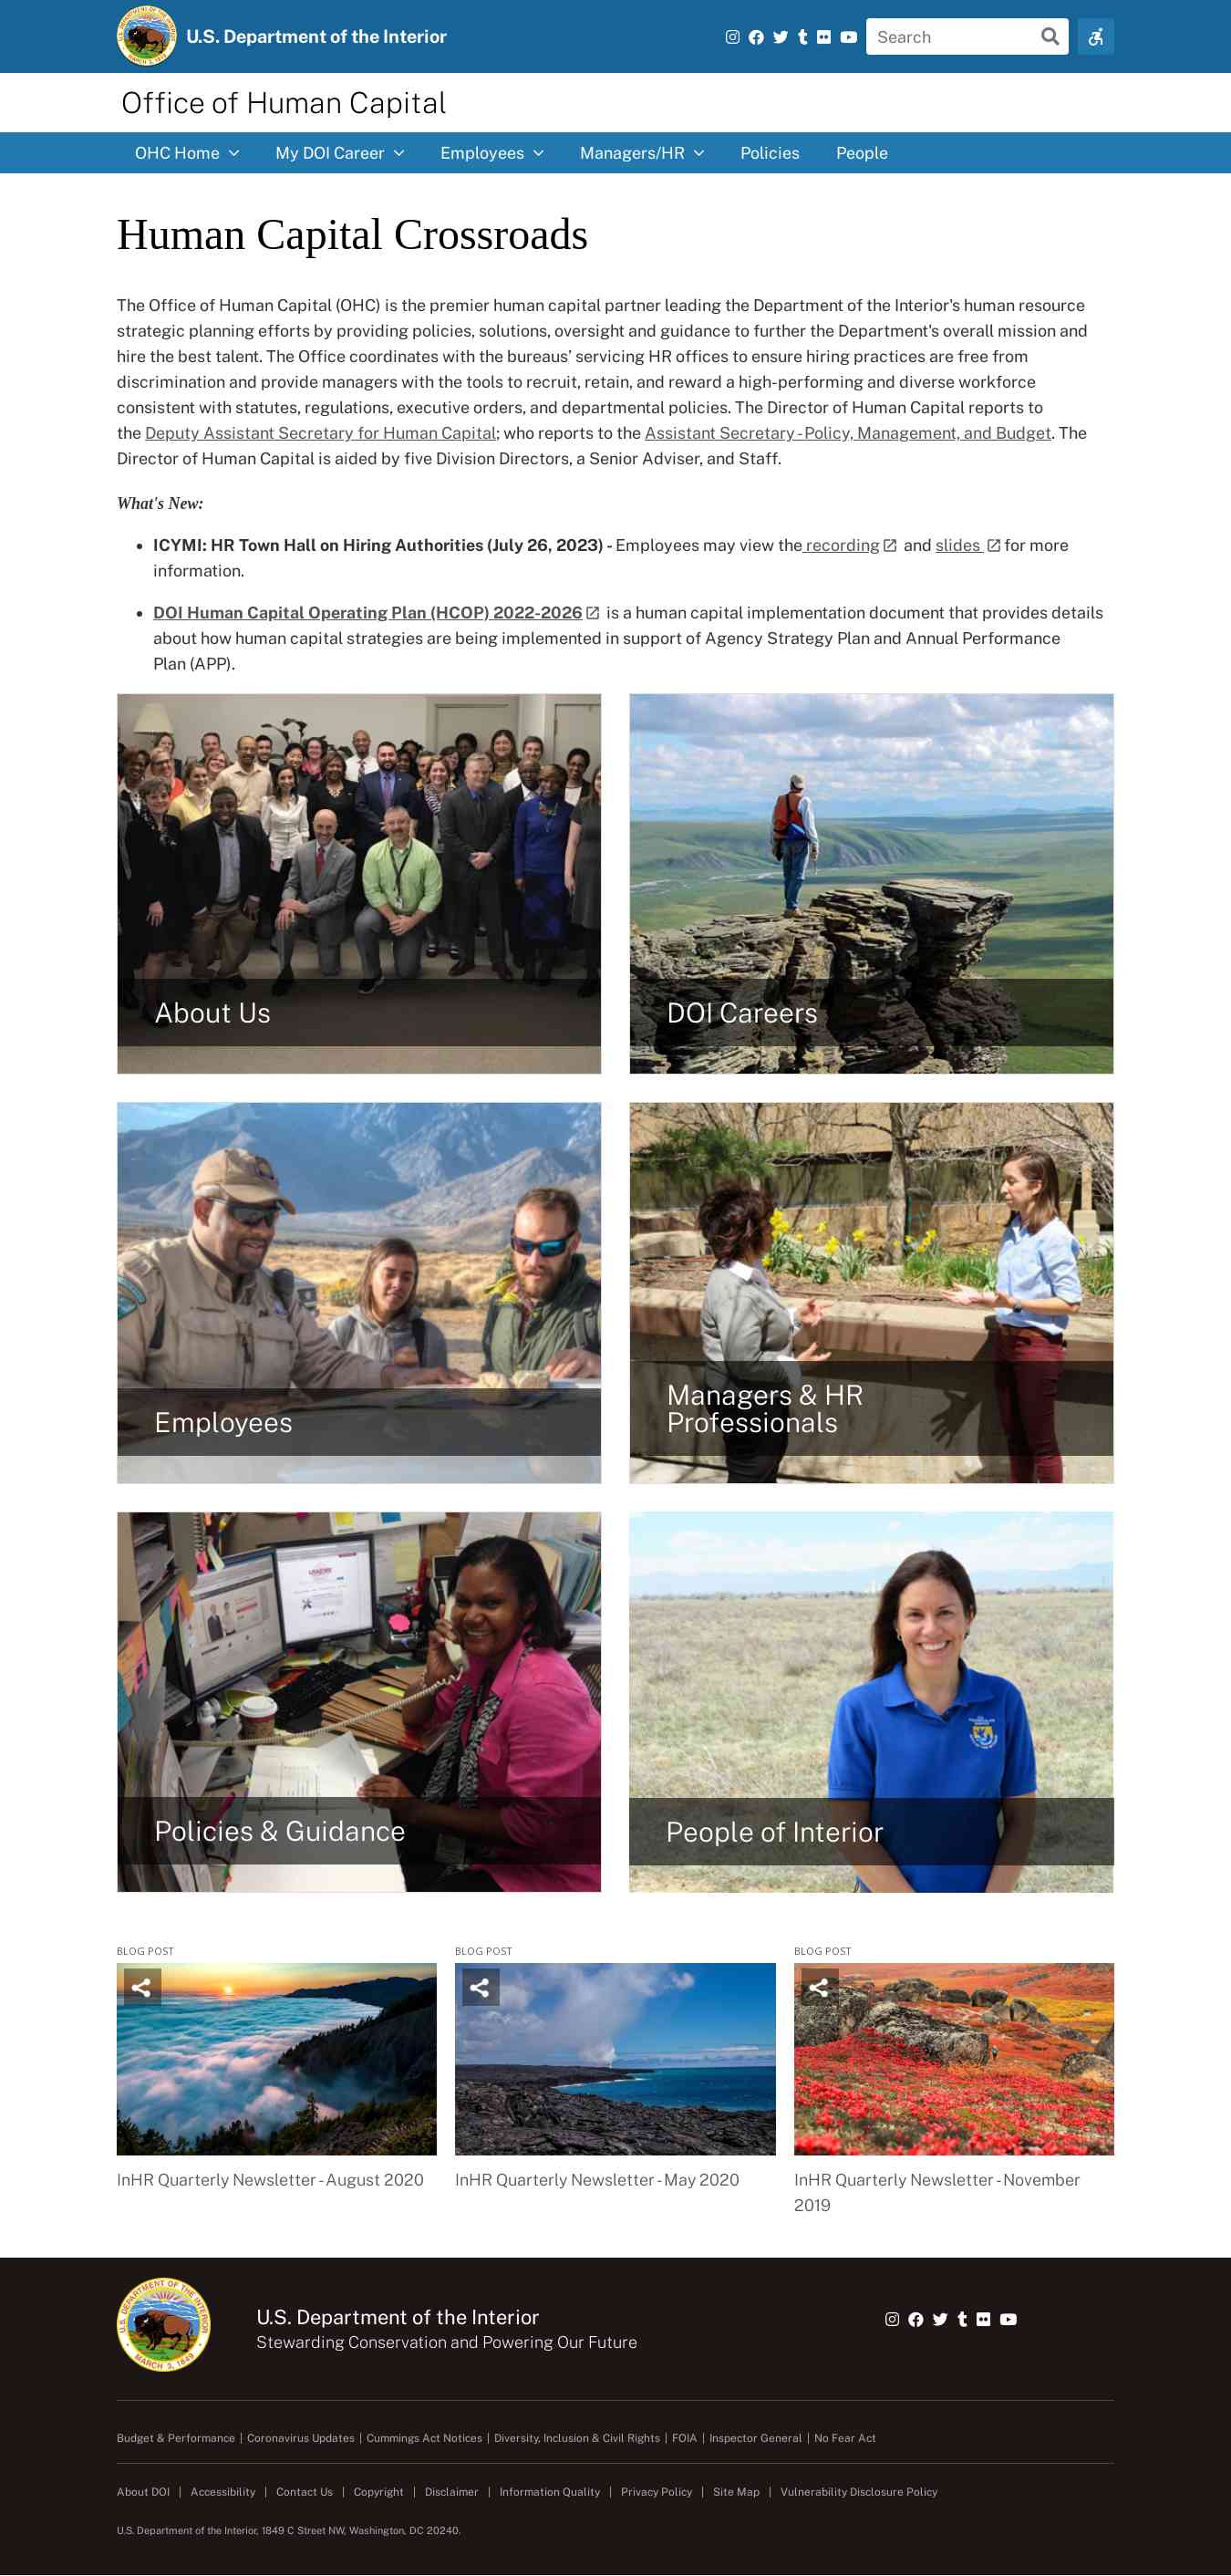 U.S. Department of the Interior
Search
Office of Human Capital
OHC Home
My DOI Career
Employees
Managers/HR
Policies
People
Human Capital Crossroads
The Office of Human Capital (OHC) is the premier human capital partner leading the Department of the Interior's human resource
strategic planning efforts by providing policies, solutions, oversight and guidance to further the Department's overall mission and
hire the best talent. The Office coordinates with the bureaus’ servicing HR offices to ensure hiring practices are free from
discrimination and provide managers with the tools to recruit, retain, and reward a high-performing and diverse workforce
consistent with statutes, regulations, executive orders, and departmental policies. The Director of Human Capital reports to
the Deputy Assistant Secretary for Human Capital; who reports to the Assistant Secretary - Policy, Management, and Budget. The
Director of Human Capital is aided by five Division Directors, a Senior Adviser, and Staff.
What's New:
• ICYMI: HR Town Hall on Hiring Authorities (July 26, 2023) - Employees may view the recording and slides for more
information.
• DOI Human Capital Operating Plan (HCOP) 2022-2026 is a human capital implementation document that provides details
about how human capital strategies are being implemented in support of Agency Strategy Plan and Annual Performance
Plan (APP).
About Us
DOI Careers
Employees
Managers & HR
Professionals
Policies & Guidance
People of Interior
BLOG POST
BLOG POST
BLOG POST
InHR Quarterly Newsletter - August 2020
InHR Quarterly Newsletter - May 2020
InHR Quarterly Newsletter - November
2019
U.S. DEPARTMENT OF THE INTERIOR
MARCH 3, 1849
U.S. Department of the Interior
Stewarding Conservation and Powering Our Future
Budget & Performance | Coronavirus Updates | Cummings Act Notices | Diversity, Inclusion & Civil Rights | FOIA | Inspector General | No Fear Act
About DOI | Accessibility | Contact Us | Copyright | Disclaimer | Information Quality | Privacy Policy | Site Map | Vulnerability Disclosure Policy
U.S. Department of the Interior, 1849 C Street NW, Washington, DC 20240.